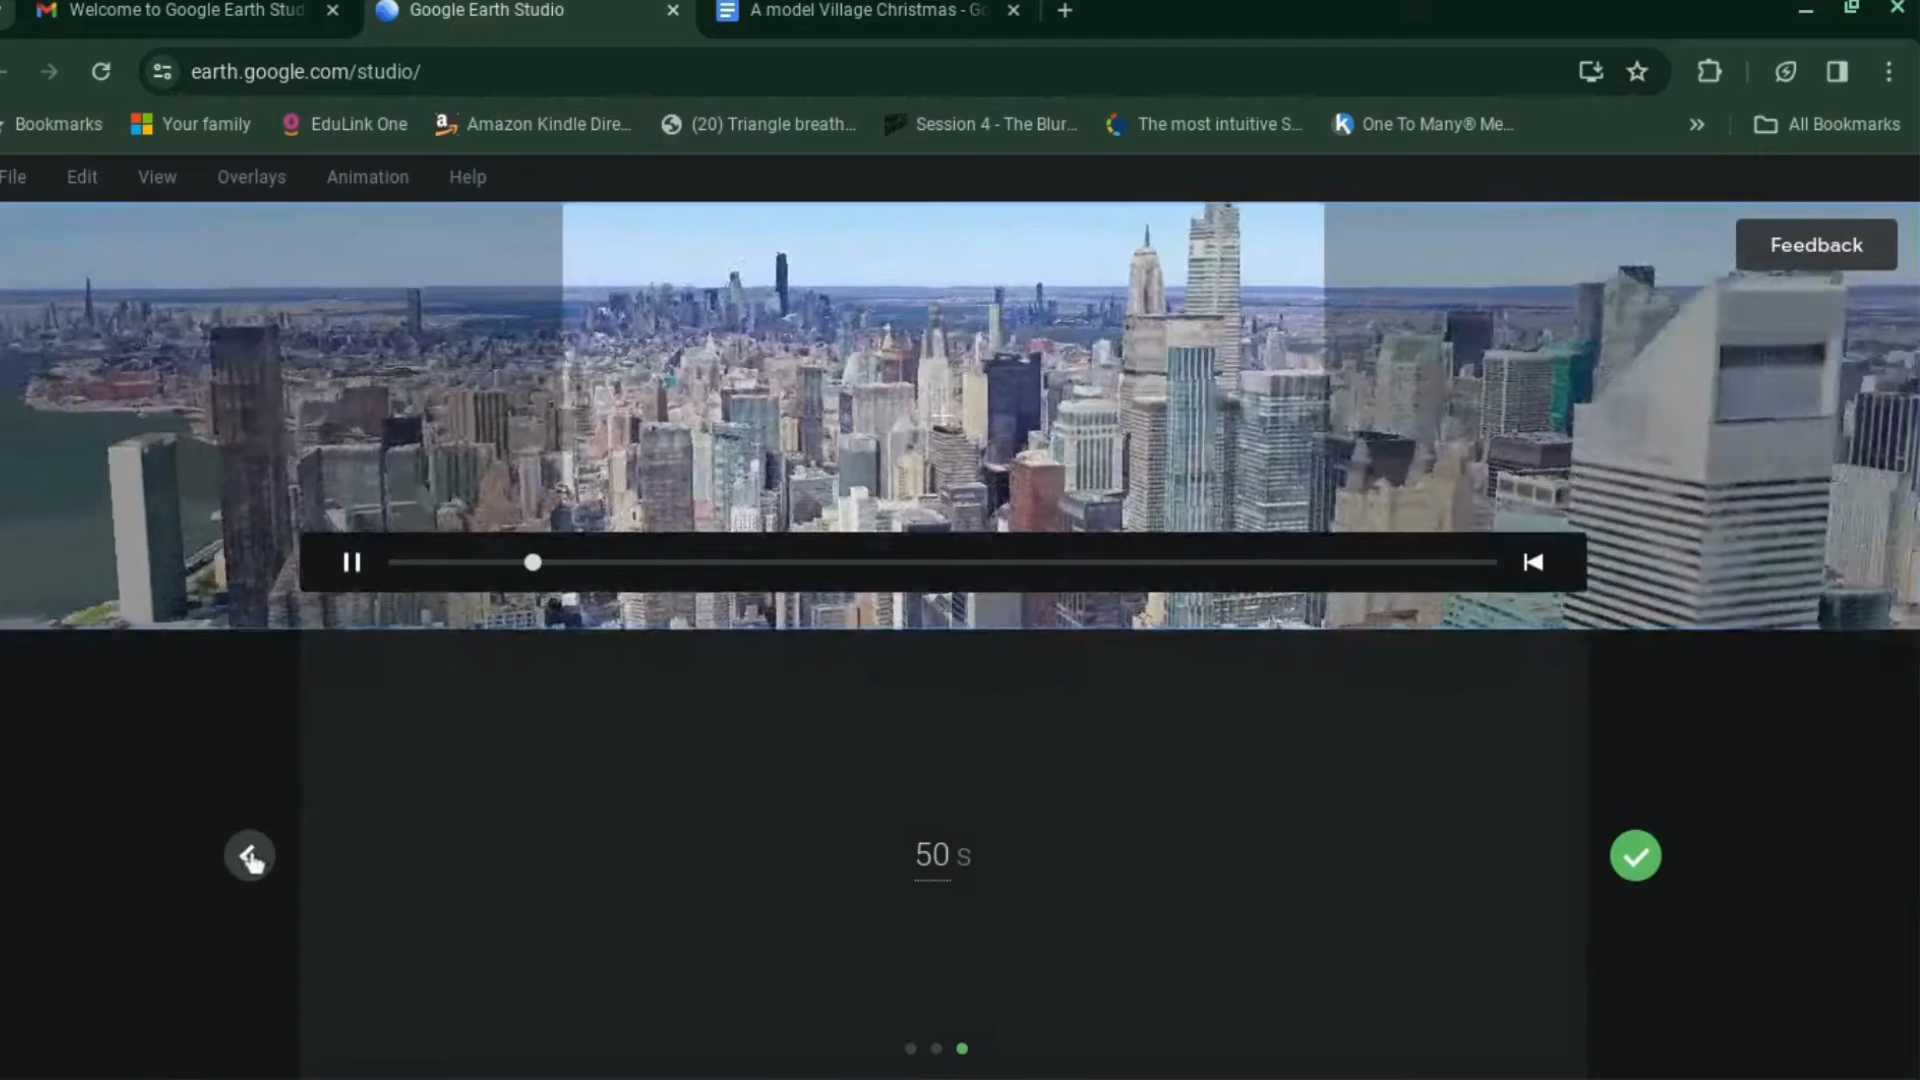 Welcome to Google Earth Stud
Google Earth Studio
A model Village Christmas - Go
earth.google.com/studio/
Bookmarks
Your family
EduLink One
Amazon Kindle Dire...
(20) Triangle breath...
Session 4 - The Blur...
The most intuitive S...
One To Many® Me...
All Bookmarks
File Edit View Overlays Animation Help
Feedback
50 s